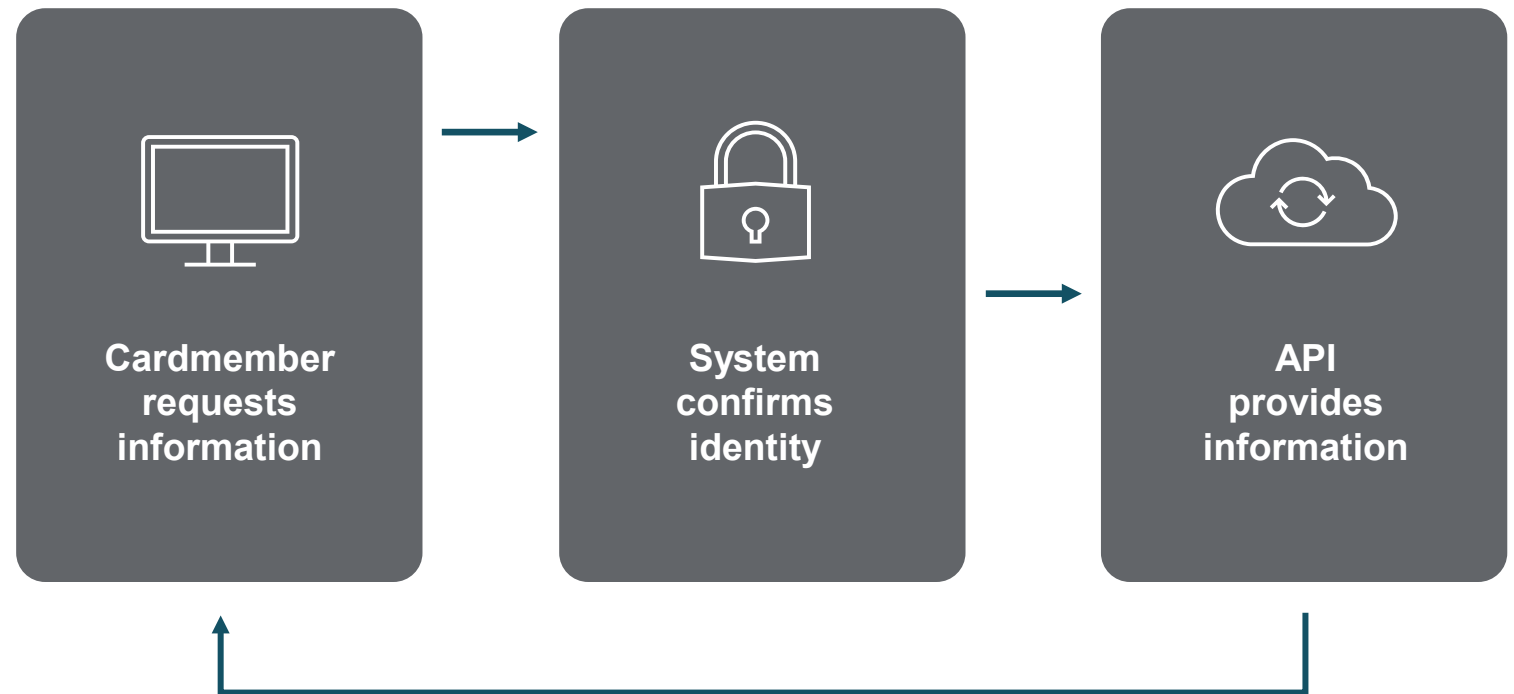 Cardmember
requests
information
System
confirms
identity
API
provides
information